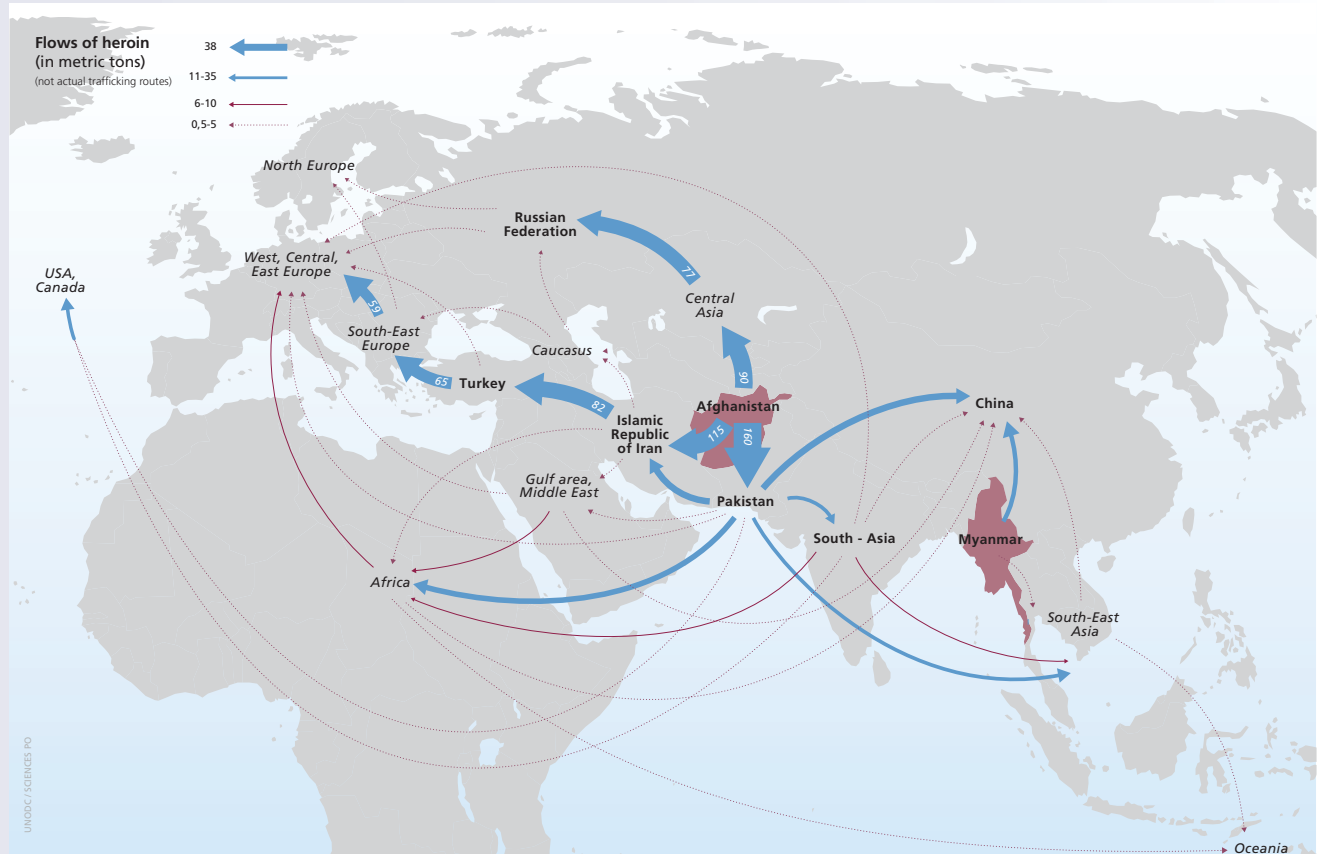 Flows of heroin
(in metric tons)
(not actual trafficking routes)
38
11-35
6-10
0,5-5
North Europe
Russian
Federation
West, Central,
East Europe
USA,
Canada
77
59
Central
Asia
South-East
Europe
Caucasus
65
Turkey
90
82
Afghanistan
China
Islamic
Republic
of Iran
115
160
Gulf area,
Middle East
Pakistan
South - Asia
Myanmar
Africa
South-East
Asia
UNODC / SCIENCES PO
Oceania